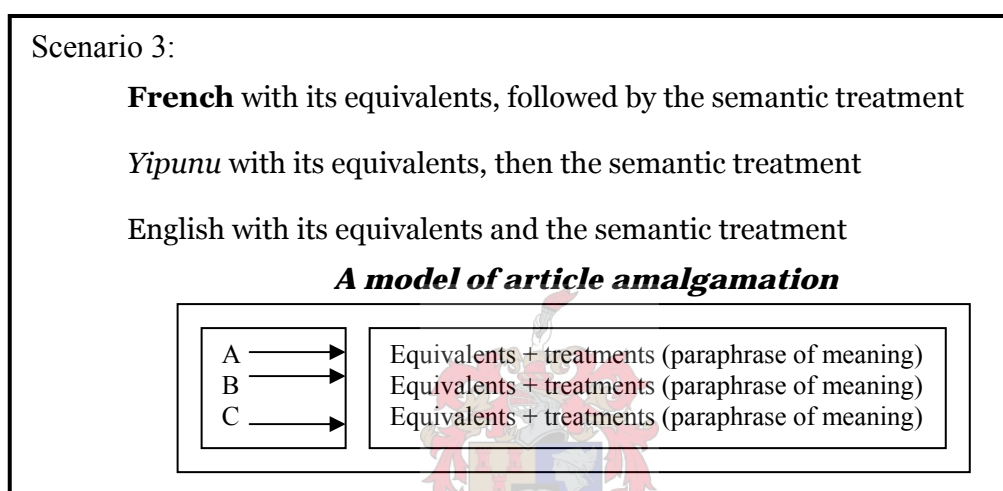 Scenario 3:
French with its equivalents, followed by the semantic treatment
Yipunu with its equivalents, then the semantic treatment
English with its equivalents and the semantic treatment
A model of article amalgamation
A Equivalents + treatments (paraphrase of meaning)
B Equivalents + treatments (paraphrase of meaning)
C Equivalents + treatments (paraphrase of meaning)